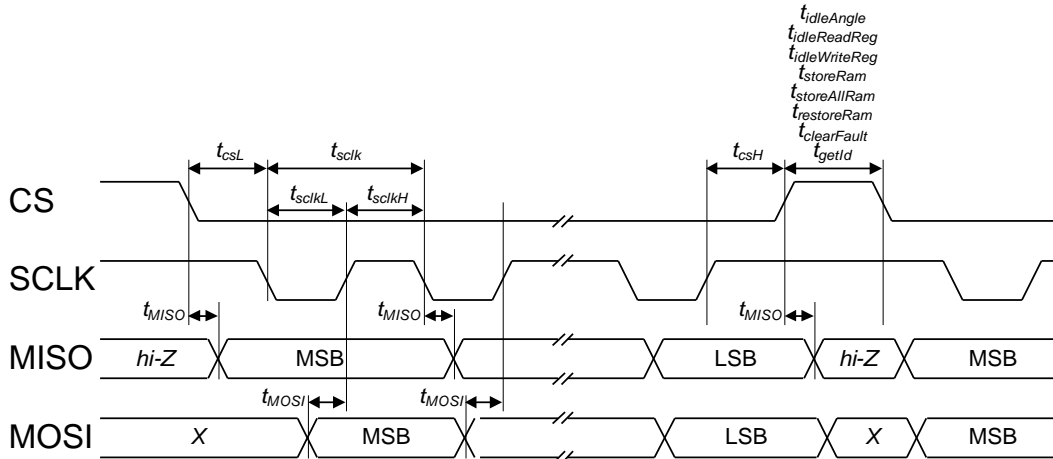 tidleAngle
tidleReadReg
tidleWriteReg
tstoreRam
tstoreAllRam
trestoreRam
tclearFault
tcsL tsclk tcsH tgetId
CS tsclkL tsclkH
SCLK
tMISO tMISO tMISO
MISO hi-Z MSB LSB hi-Z MSB
tMOSI tMOSI
MOSI X MSB LSB X MSB